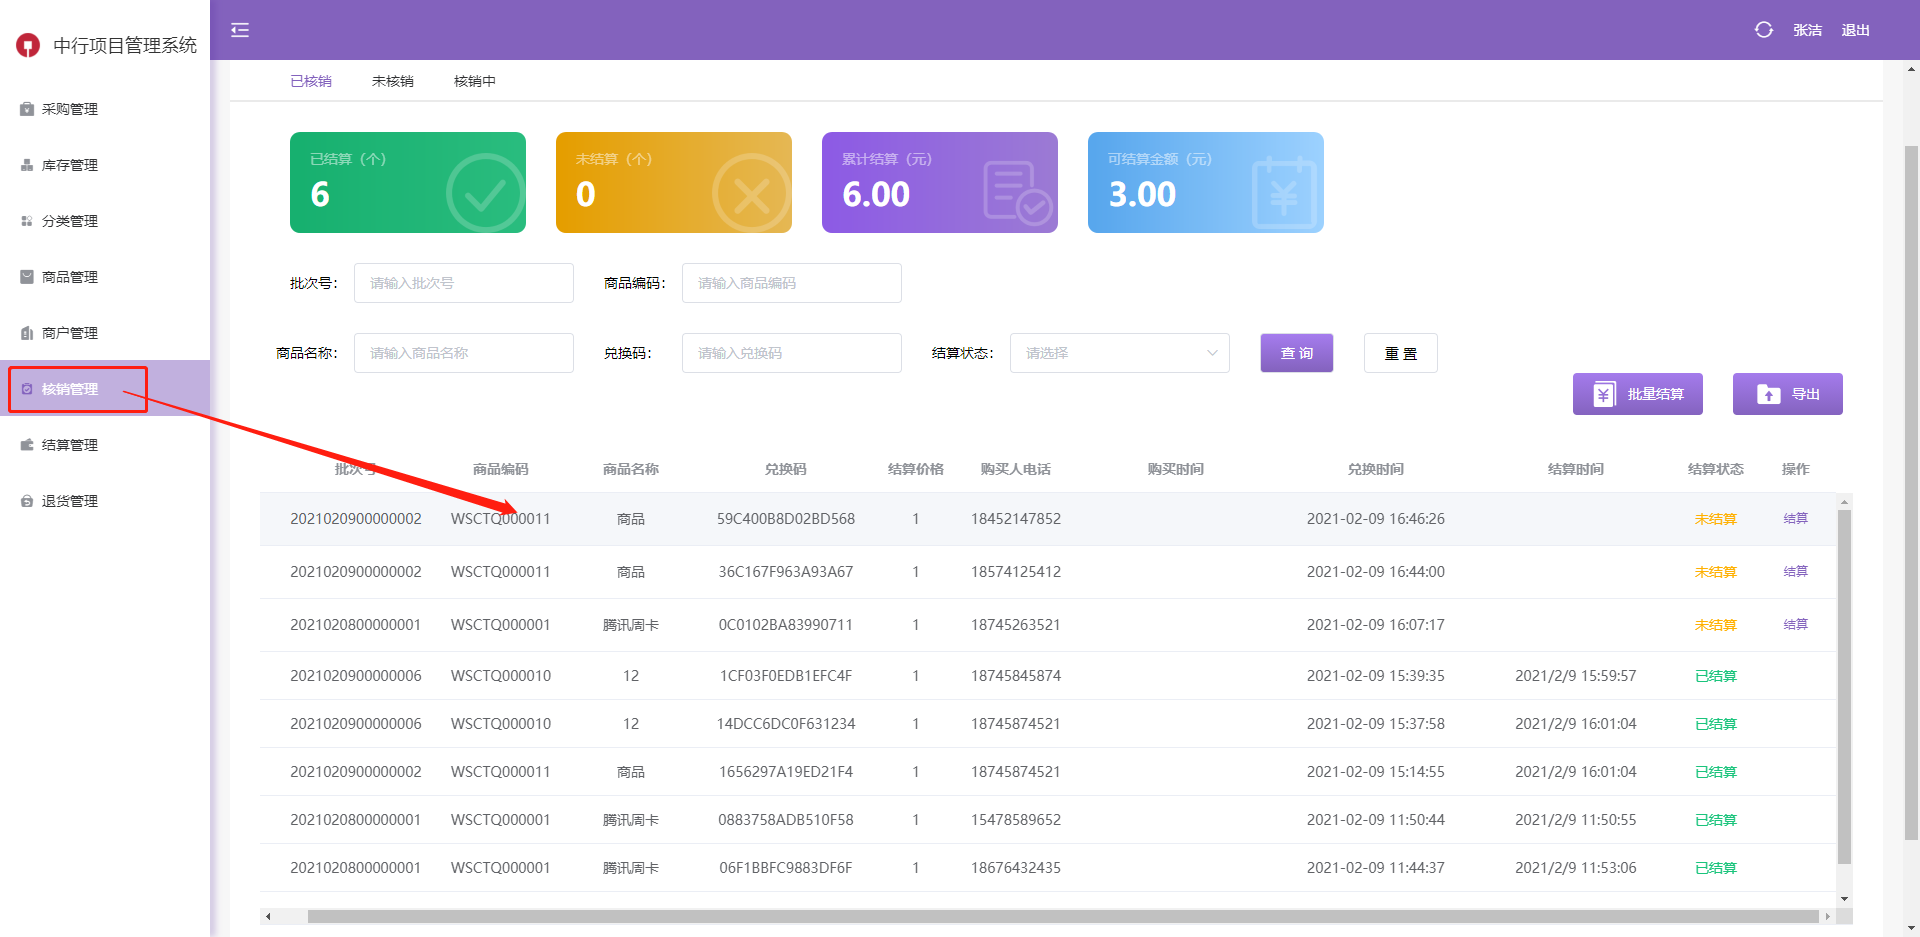 中行项目管理系统
张洁 退出
采购管理
库存管理
分类管理
商品管理
商户管理
核销管理
结算管理
退货管理
已核销 未核销 核销中
已结算（个） 未结算（个） 累计结算（元） 可结算金额（元）
6 0 6.00 3.00
批次号： 请输入批次号 商品编码： 请输入商品编码
商品名称： 请输入商品名称 兑换码： 请输入兑换码 结算状态： 请选择 查 询 重 置
批量结算 导出
批次号 商品编码 商品名称 兑换码 结算价格 购买人电话 购买时间 兑换时间 结算时间 结算状态 操作
2021020900000002 WSCTQ000011 商品 59C400B8D02BD568 1 18452147852 2021-02-09 16:46:26 未结算 结算
2021020900000002 WSCTQ000011 商品 36C167F963A93A67 1 18574125412 2021-02-09 16:44:00 未结算 结算
2021020800000001 WSCTQ000001 腾讯周卡 0C0102BA83990711 1 18745263521 2021-02-09 16:07:17 未结算 结算
2021020900000006 WSCTQ000010 12 1CF03F0EDB1EFC4F 1 18745845874 2021-02-09 15:39:35 2021/2/9 15:59:57 已结算
2021020900000006 WSCTQ000010 12 14DCC6DC0F631234 1 18745874521 2021-02-09 15:37:58 2021/2/9 16:01:04 已结算
2021020900000002 WSCTQ000011 商品 1656297A19ED21F4 1 18745874521 2021-02-09 15:14:55 2021/2/9 16:01:04 已结算
2021020800000001 WSCTQ000001 腾讯周卡 0883758ADB510F58 1 15478589652 2021-02-09 11:50:44 2021/2/9 11:50:55 已结算
2021020800000001 WSCTQ000001 腾讯周卡 06F1BBFC9883DF6F 1 18676432435 2021-02-09 11:44:37 2021/2/9 11:53:06 已结算